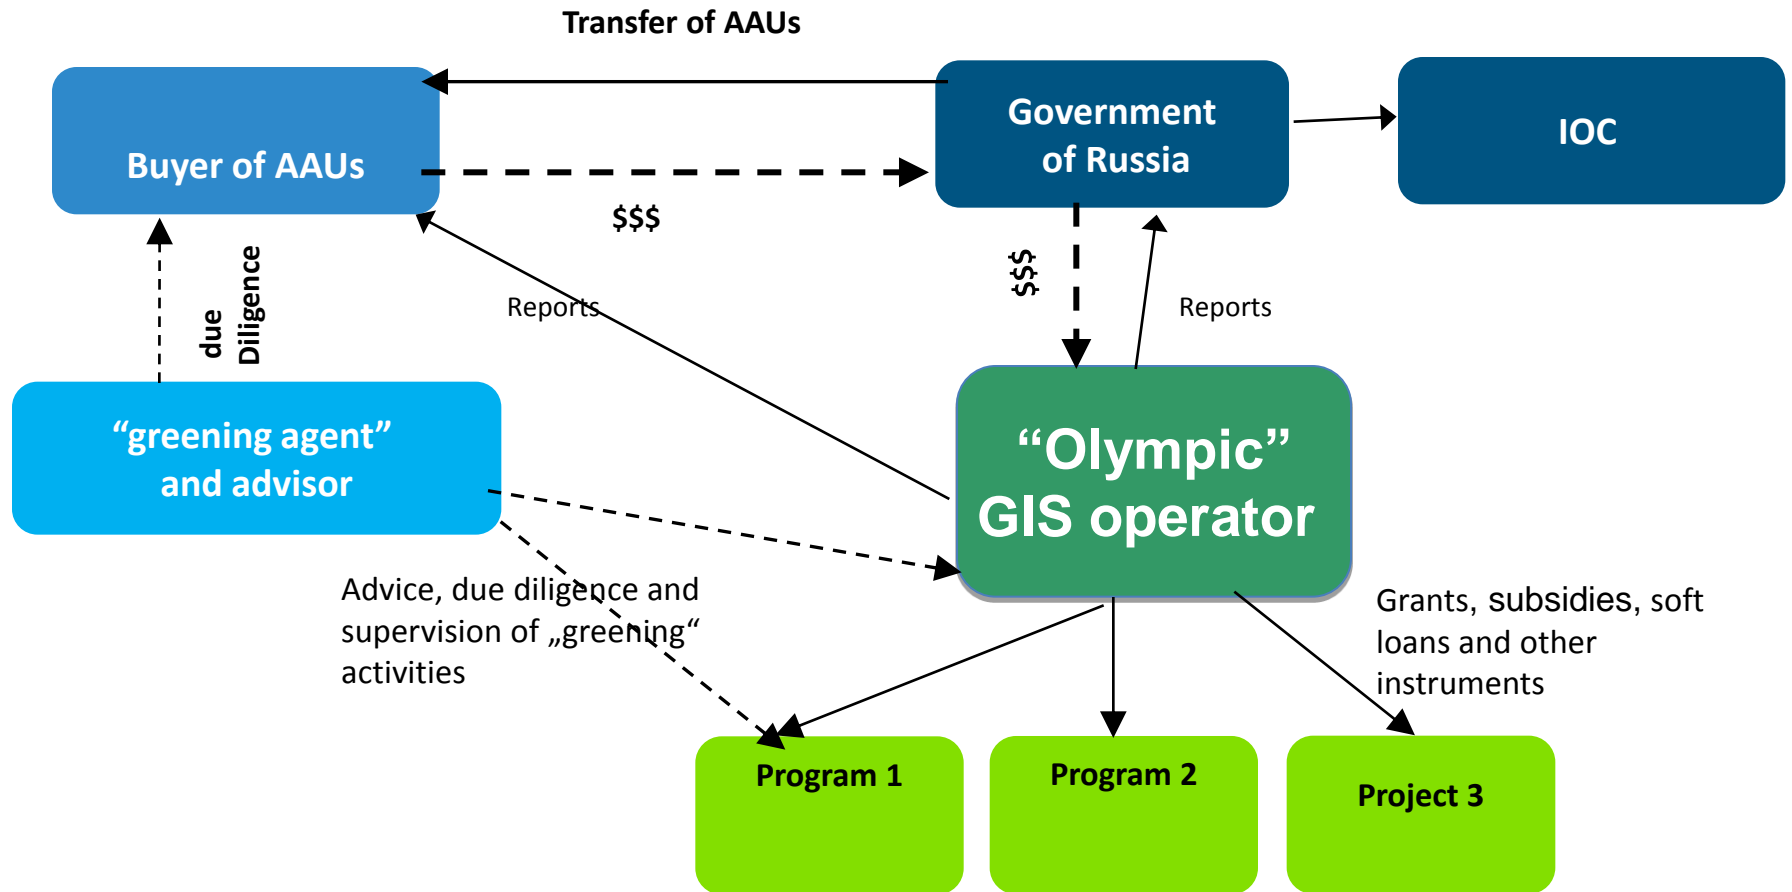 Transfer of AAUs
Buyer of AAUs
Government
of Russia
IOC
$$$
due
Diligence
Reports
$$$
Reports
“greening agent”
and advisor
“Olympic”
GIS operator
Advice, due diligence and
supervision of „greening“
activities
Grants, subsidies, soft
loans and other
instruments
Program 1
Program 2
Project 3